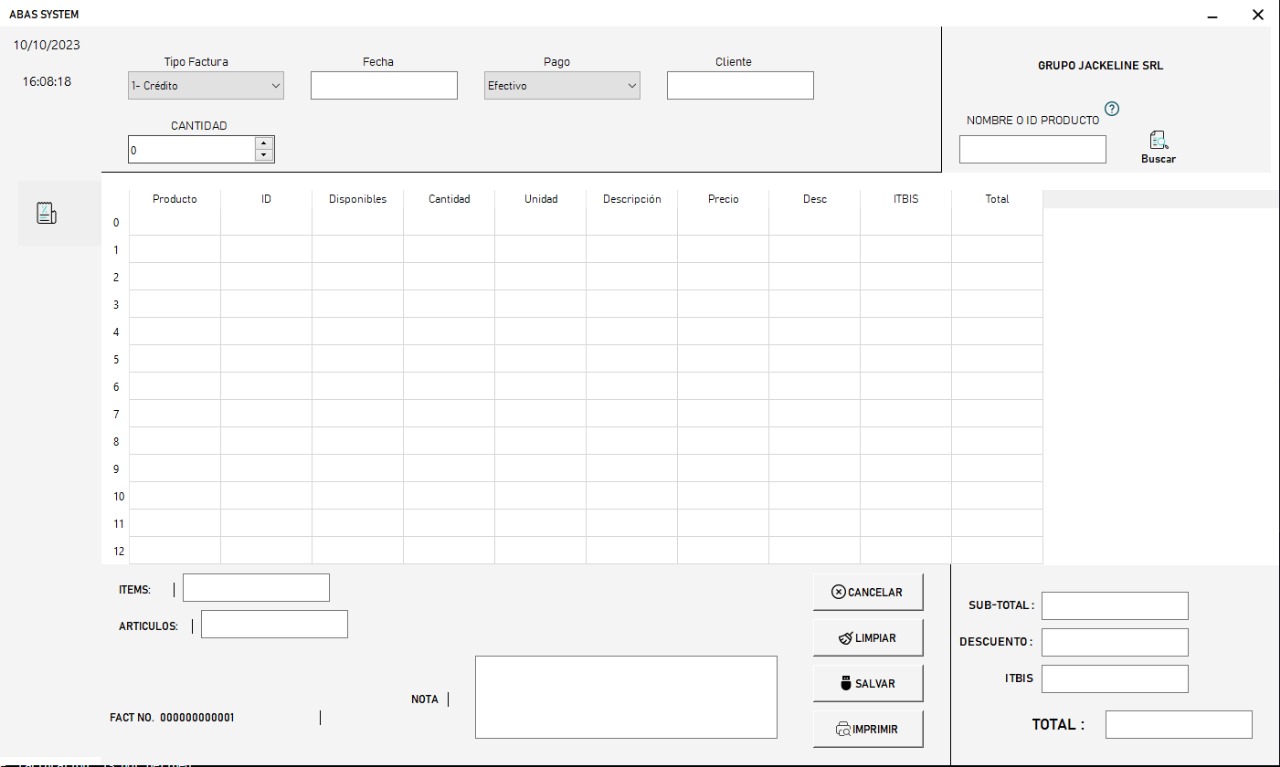 ABAS SYSTEM
10/10/2023
16:08:18
Tipo Factura Fecha Pago Cliente
1- Crédito Efectivo
CANTIDAD
0
GRUPO JACKELINE SRL
NOMBRE O ID PRODUCTO ?
Buscar
Producto ID Disponibles Cantidad Unidad Descripción Precio Desc ITBIS Total
0
1
2
3
4
5
6
7
8
9
10
11
12
ITEMS: |
ARTICULOS: |
NOTA |
FACT NO. 000000000001 |
CANCELAR
LIMPIAR
SALVAR
IMPRIMIR
SUB-TOTAL :
DESCUENTO :
ITBIS
TOTAL :